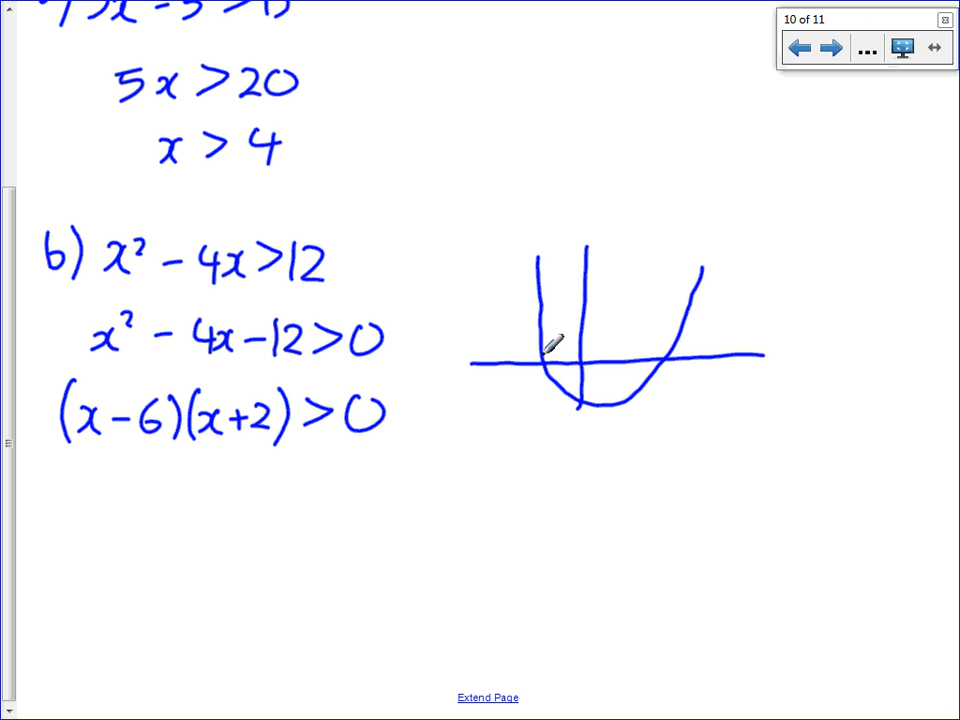 10 of 11
5x > 20
x > 4
b) x² - 4x > 12
x² - 4x - 12 > 0
(x - 6)(x + 2) > 0
Extend Page